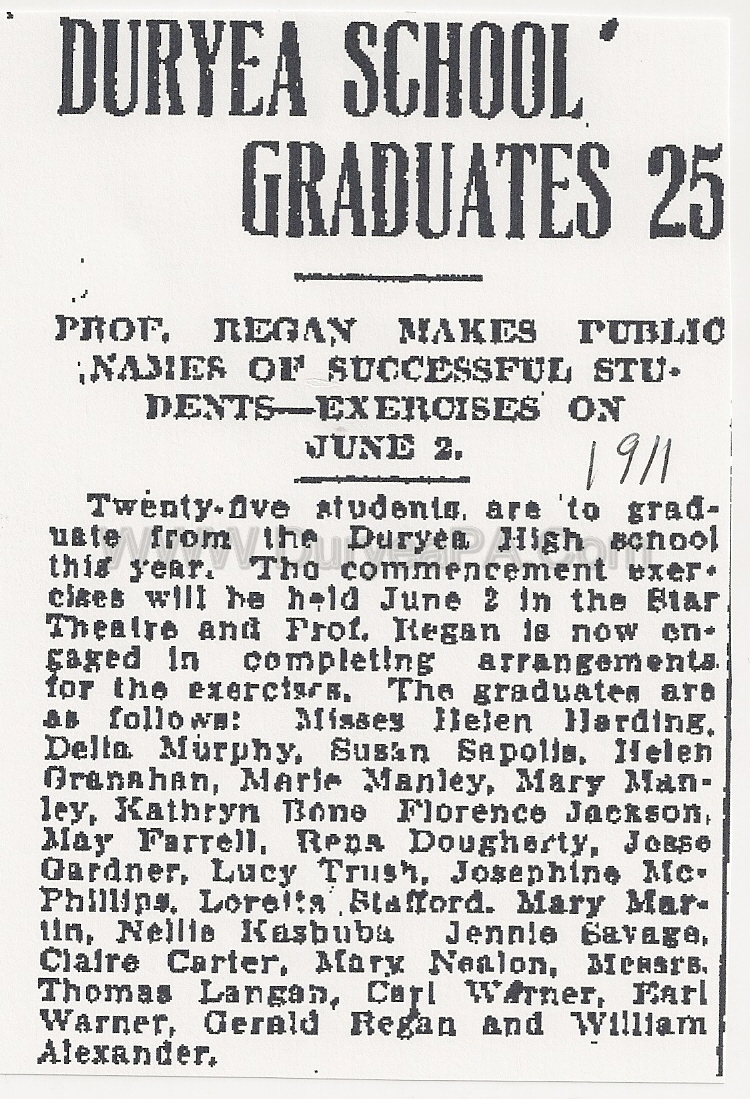 DURYEA SCHOOL
GRADUATES 25
PROF. REGAN MAKES PUBLIC
NAMES OF SUCCESSFUL STU-
DENTS—EXERCISES ON
JUNE 2.
1911
Twenty-five students are to grad-
uate from the Duryea High school
www.DuryeaPA.Com
this year. The commencement exer-
cises will be held June 2 in the Star
Theatre and Prof. Regan is now en-
gaged in completing arrangements
for the exercises. The graduates are
as follows: Misses Helen Harding,
Della Murphy, Susan Sapolis, Helen
Granahan, Marie Manley, Mary Man-
ley, Kathryn Bone Florence Jackson,
May Farrell, Rena Dougherty, Jesse
Gardner, Lucy Trush, Josephine Mc-
Phillips, Loretta Stafford, Mary Mar-
tin, Nellie Kasbuba Jennie Savage,
Claire Carter, Mary Nealon, Messrs.
Thomas Langan, Carl Warner, Earl
Warner, Gerald Regan and William
Alexander.